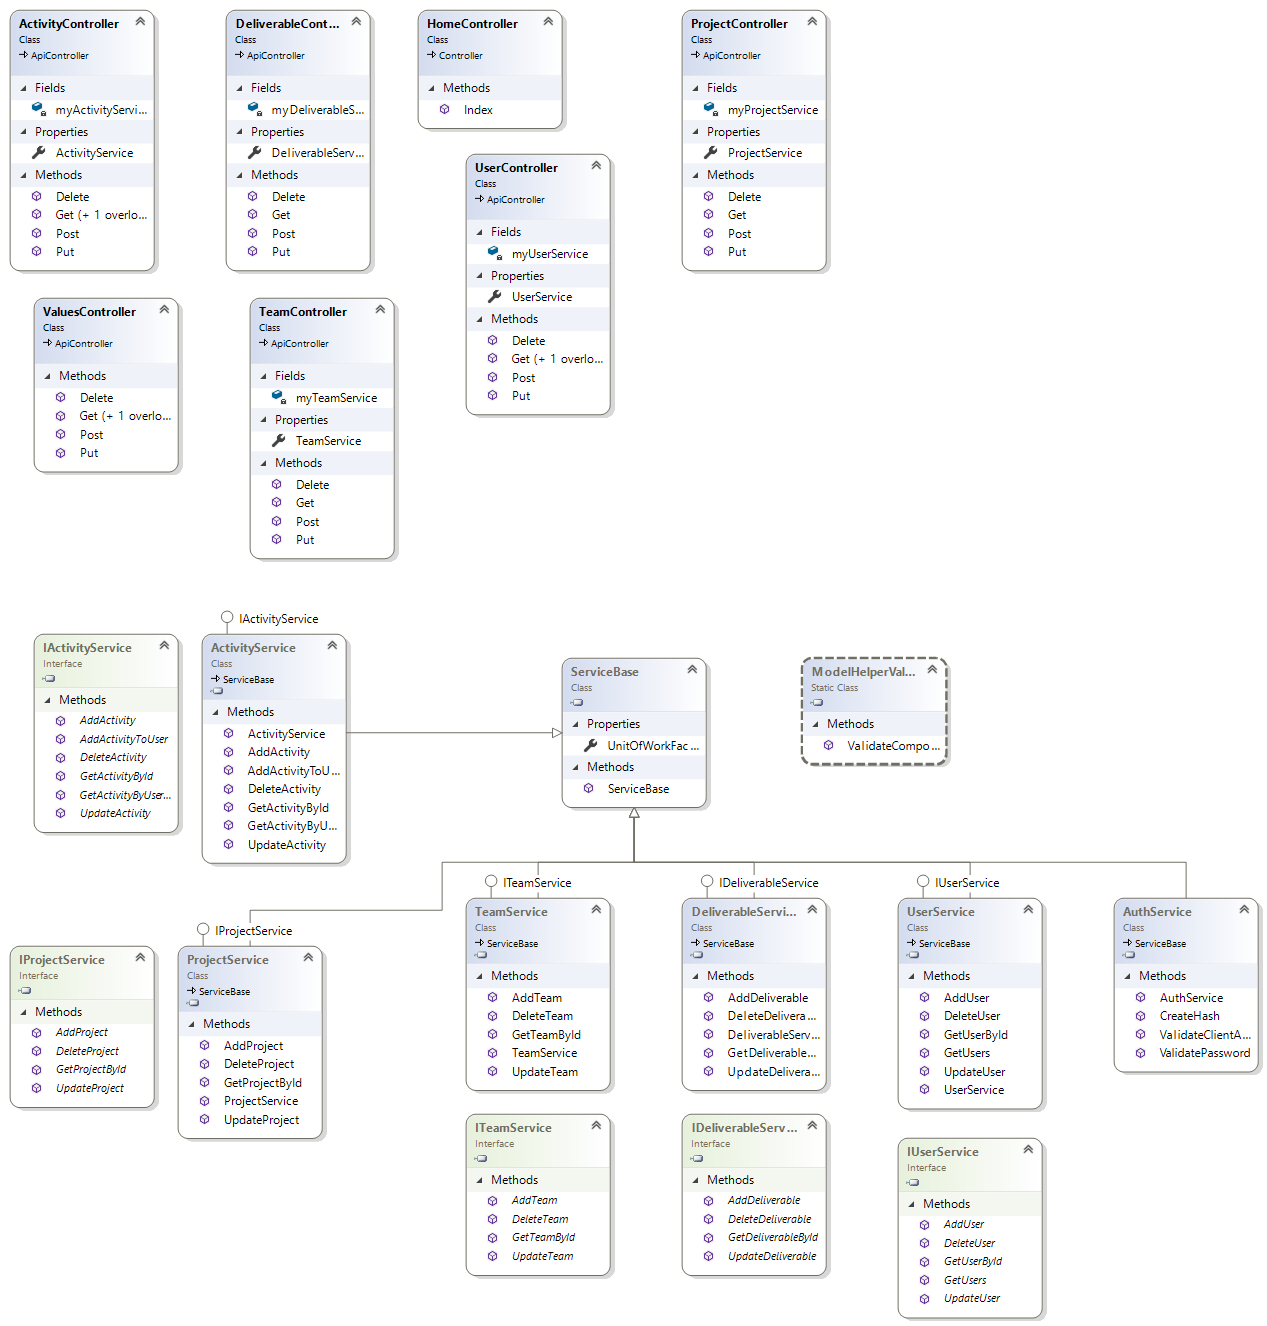 ActivityController
Class
ApiController
Fields
myActivityServi...
Properties
ActivityService
Methods
Delete
Get (+ 1 overlo...
Post
Put
DeliverableCont...
Class
ApiController
Fields
myDeliverableS...
Properties
DeliverableServ...
Methods
Delete
Get
Post
Put
HomeController
Class
Controller
Methods
Index
ProjectController
Class
ApiController
Fields
myProjectService
Properties
ProjectService
Methods
Delete
Get
Post
Put
UserController
Class
ApiController
Fields
myUserService
Properties
UserService
Methods
Delete
Get (+ 1 overlo...
Post
Put
ValuesController
Class
ApiController
Methods
Delete
Get (+ 1 overlo...
Post
Put
TeamController
Class
ApiController
Fields
myTeamService
Properties
TeamService
Methods
Delete
Get
Post
Put
IActivityService
Interface
Methods
AddActivity
AddActivityToUser
DeleteActivity
GetActivityById
GetActivityByUser...
UpdateActivity
IActivityService
ActivityService
Class
ServiceBase
Methods
ActivityService
AddActivity
AddActivityToU...
DeleteActivity
GetActivityById
GetActivityByU...
UpdateActivity
ServiceBase
Class
Properties
UnitOfWorkFac...
Methods
ServiceBase
ModelHelperVal...
Static Class
Methods
ValidateCompo...
IProjectService
Interface
Methods
AddProject
DeleteProject
GetProjectById
UpdateProject
IProjectService
ProjectService
Class
ServiceBase
Methods
AddProject
DeleteProject
GetProjectById
ProjectService
UpdateProject
ITeamService
TeamService
Class
ServiceBase
Methods
AddTeam
DeleteTeam
GetTeamById
TeamService
UpdateTeam
IDeliverableService
DeliverableServi...
Class
ServiceBase
Methods
AddDeliverable
DeleteDelivera...
DeliverableServ...
GetDeliverable...
UpdateDelivera...
IUserService
UserService
Class
ServiceBase
Methods
AddUser
DeleteUser
GetUserById
GetUsers
UpdateUser
UserService
AuthService
Class
ServiceBase
Methods
AuthService
CreateHash
ValidateClientA...
ValidatePassword
ITeamService
Interface
Methods
AddTeam
DeleteTeam
GetTeamById
UpdateTeam
IDeliverableServ...
Interface
Methods
AddDeliverable
DeleteDeliverable
GetDeliverableById
UpdateDeliverable
IUserService
Interface
Methods
AddUser
DeleteUser
GetUserById
GetUsers
UpdateUser